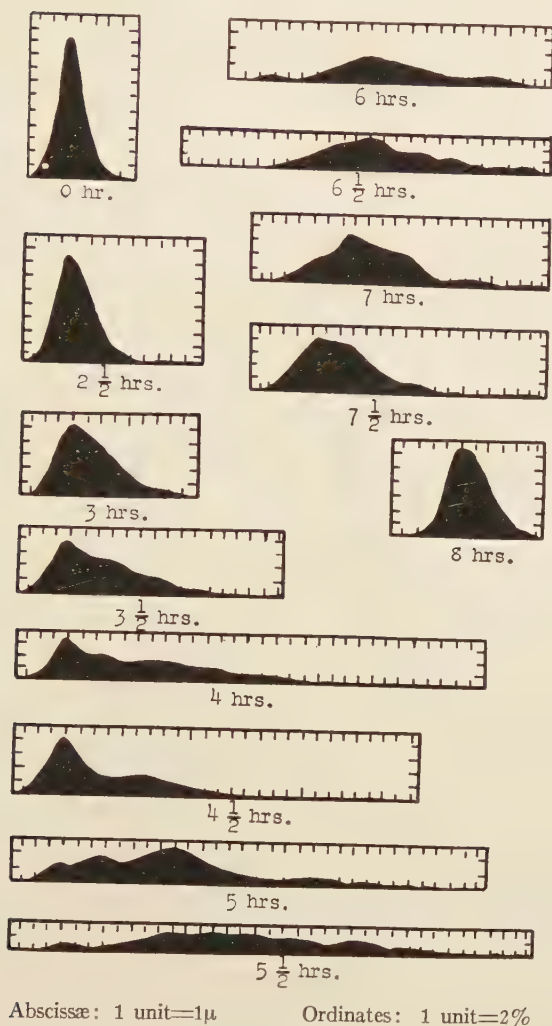 0 hr.
2 1/2 hrs.
3 hrs.
3 1/2 hrs.
4 hrs.
4 1/2 hrs.
5 hrs.
5 1/2 hrs.
6 hrs.
6 1/2 hrs.
7 hrs.
7 1/2 hrs.
8 hrs.
Abscissæ: 1 unit=1μ Ordinates: 1 unit=2%